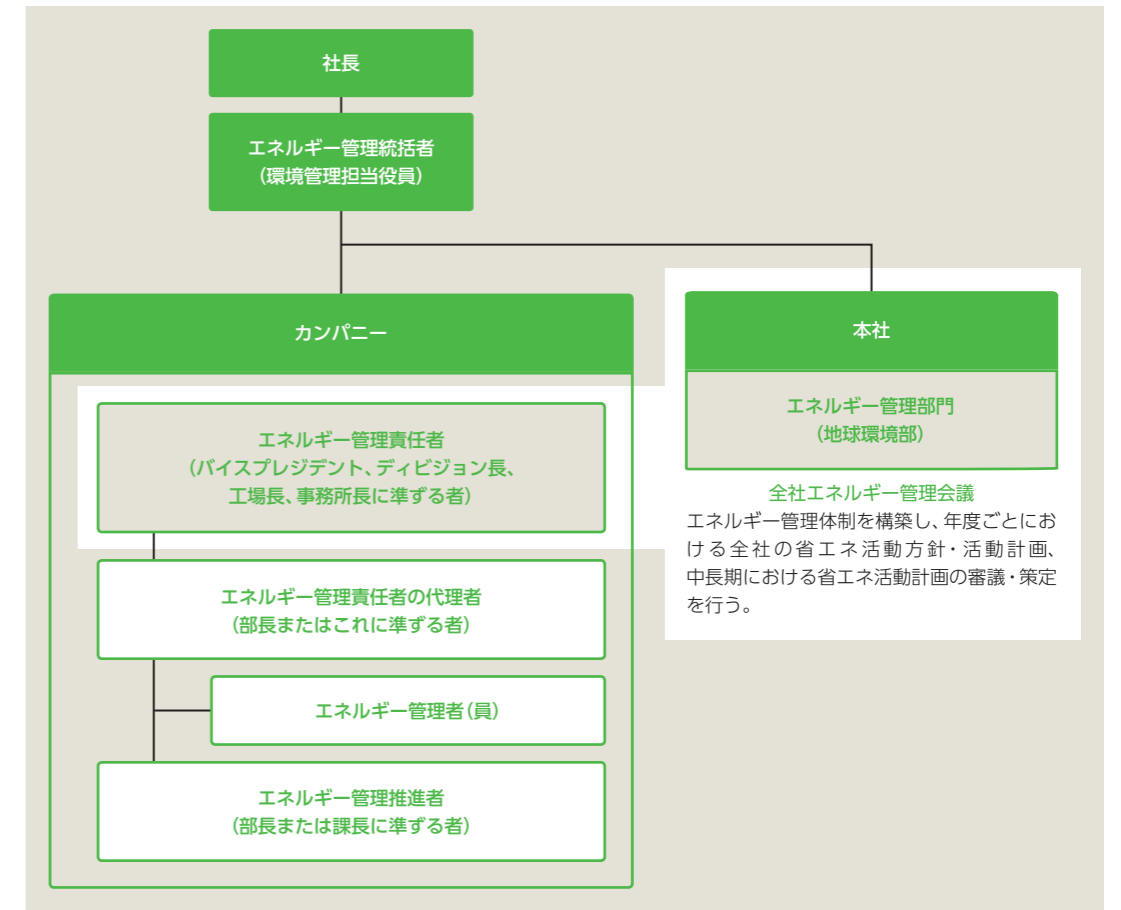 社長
エネルギー管理統括者
（環境管理担当役員）
カンパニー
本社
エネルギー管理責任者
（バイスプレジデント、ディビジョン長、
工場長、事務所長に準ずる者）
エネルギー管理部門
（地球環境部）
全社エネルギー管理会議
エネルギー管理体制を構築し、年度ごとにお
ける全社の省エネ活動方針・活動計画、
中長期における省エネ活動計画の審議・策定
を行う。
エネルギー管理責任者の代理者
（部長またはこれに準ずる者）
エネルギー管理者（員）
エネルギー管理推進者
（部長または課長に準ずる者）